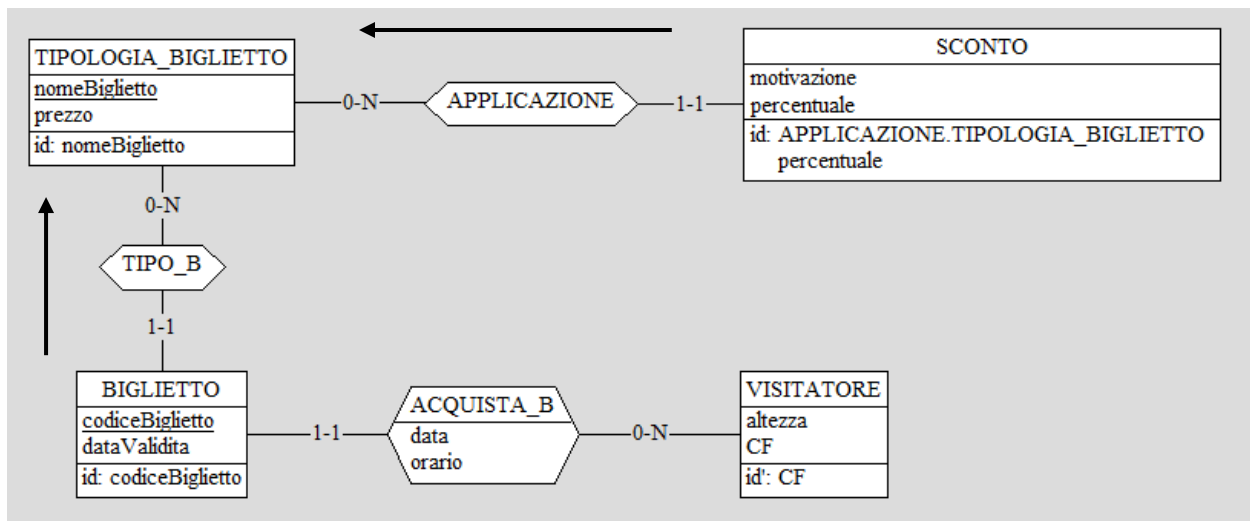 TIPOLOGIA_BIGLIETTO
nomeBiglietto
prezzo
id: nomeBiglietto
0-N
APPLICAZIONE
1-1
SCONTO
motivazione
percentuale
id: APPLICAZIONE.TIPOLOGIA_BIGLIETTO
percentuale
0-N
TIPO_B
1-1
BIGLIETTO
codiceBiglietto
dataValidita
id: codiceBiglietto
1-1
ACQUISTA_B
data
orario
0-N
VISITATORE
altezza
CF
id': CF